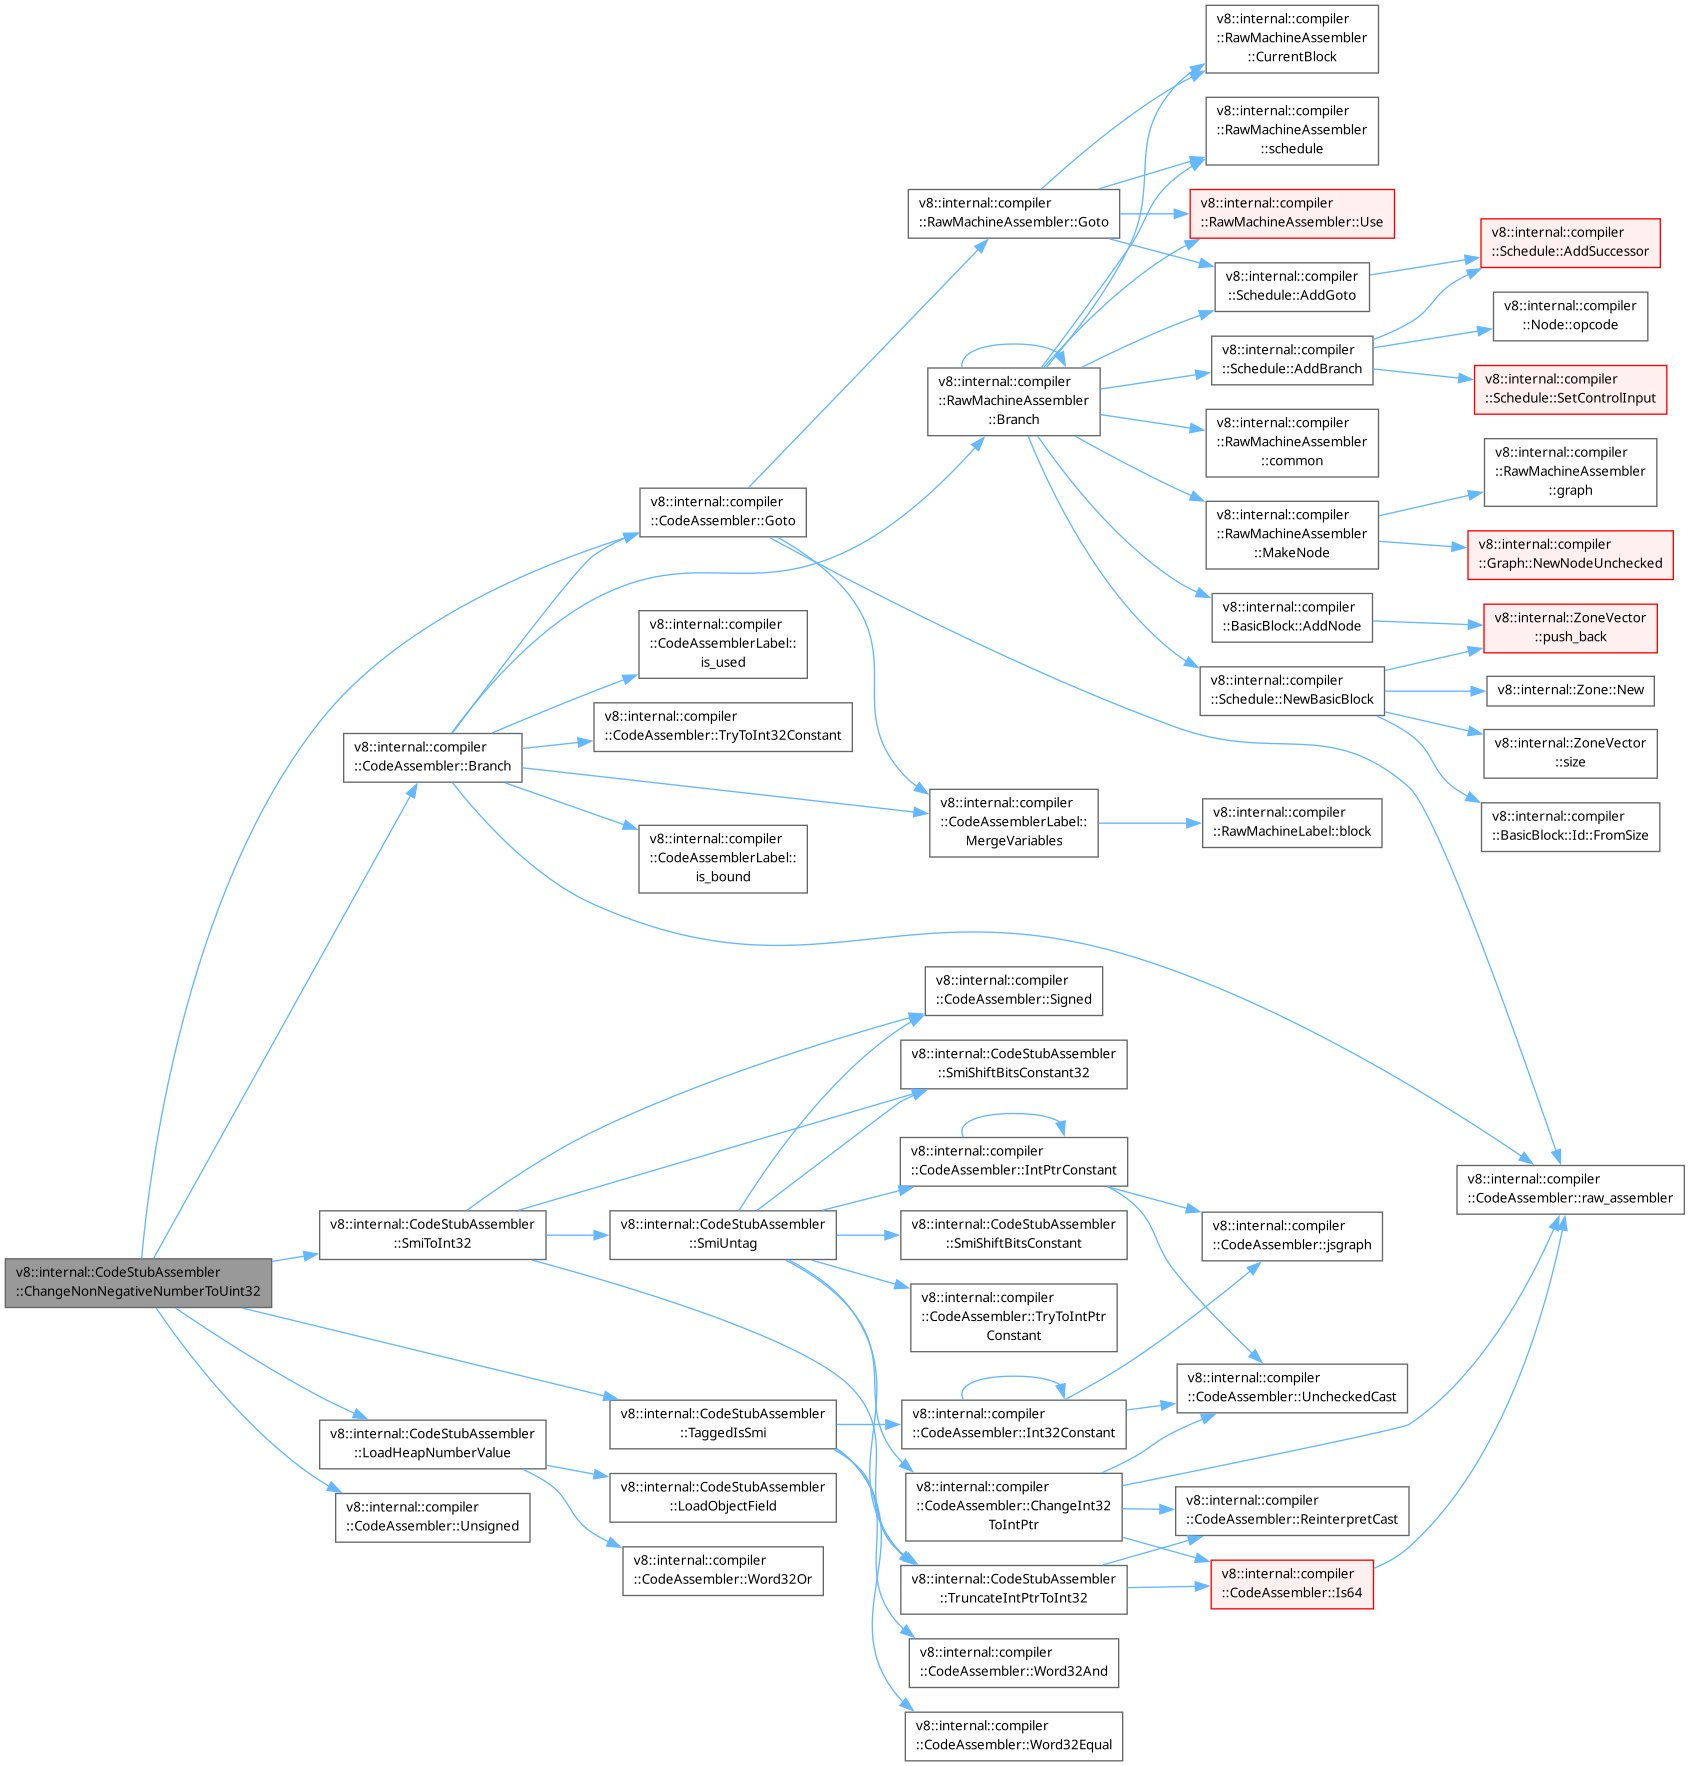 v8::internal::compiler
::RawMachineAssembler
::CurrentBlock
v8::internal::compiler
::RawMachineAssembler
::schedule
v8::internal::compiler
::RawMachineAssembler::Goto
v8::internal::compiler
::RawMachineAssembler::Use
v8::internal::compiler
::Schedule::AddSuccessor
v8::internal::compiler
::Schedule::AddGoto
v8::internal::compiler
::Node::opcode
v8::internal::compiler
::Schedule::AddBranch
v8::internal::compiler
::RawMachineAssembler
::Branch
v8::internal::compiler
::Schedule::SetControlInput
v8::internal::compiler
::RawMachineAssembler
::common
v8::internal::compiler
::RawMachineAssembler
::graph
v8::internal::compiler
::CodeAssembler::Goto
v8::internal::compiler
::RawMachineAssembler
::MakeNode
v8::internal::compiler
::Graph::NewNodeUnchecked
v8::internal::compiler
::BasicBlock::AddNode
v8::internal::ZoneVector
::push_back
v8::internal::compiler
::CodeAssemblerLabel::
is_used
v8::internal::compiler
::Schedule::NewBasicBlock
v8::internal::Zone::New
v8::internal::compiler
::CodeAssembler::TryToInt32Constant
v8::internal::ZoneVector
::size
v8::internal::compiler
::CodeAssembler::Branch
v8::internal::compiler
::CodeAssemblerLabel::
MergeVariables
v8::internal::compiler
::RawMachineLabel::block
v8::internal::compiler
::BasicBlock::Id::FromSize
v8::internal::compiler
::CodeAssemblerLabel::
is_bound
v8::internal::compiler
::CodeAssembler::Signed
v8::internal::CodeStubAssembler
::SmiShiftBitsConstant32
v8::internal::compiler
::CodeAssembler::IntPtrConstant
v8::internal::compiler
::CodeAssembler::raw_assembler
v8::internal::CodeStubAssembler
::SmiToInt32
v8::internal::CodeStubAssembler
::SmiUntag
v8::internal::CodeStubAssembler
::SmiShiftBitsConstant
v8::internal::compiler
::CodeAssembler::jsgraph
v8::internal::CodeStubAssembler
::ChangeNonNegativeNumberToUint32
v8::internal::compiler
::CodeAssembler::TryToIntPtr
Constant
v8::internal::compiler
::CodeAssembler::UncheckedCast
v8::internal::CodeStubAssembler
::TaggedIsSmi
v8::internal::compiler
::CodeAssembler::Int32Constant
v8::internal::CodeStubAssembler
::LoadHeapNumberValue
v8::internal::CodeStubAssembler
::LoadObjectField
v8::internal::compiler
::CodeAssembler::ChangeInt32
ToIntPtr
v8::internal::compiler
::CodeAssembler::ReinterpretCast
v8::internal::compiler
::CodeAssembler::Unsigned
v8::internal::compiler
::CodeAssembler::Word32Or
v8::internal::CodeStubAssembler
::TruncateIntPtrToInt32
v8::internal::compiler
::CodeAssembler::Is64
v8::internal::compiler
::CodeAssembler::Word32And
v8::internal::compiler
::CodeAssembler::Word32Equal